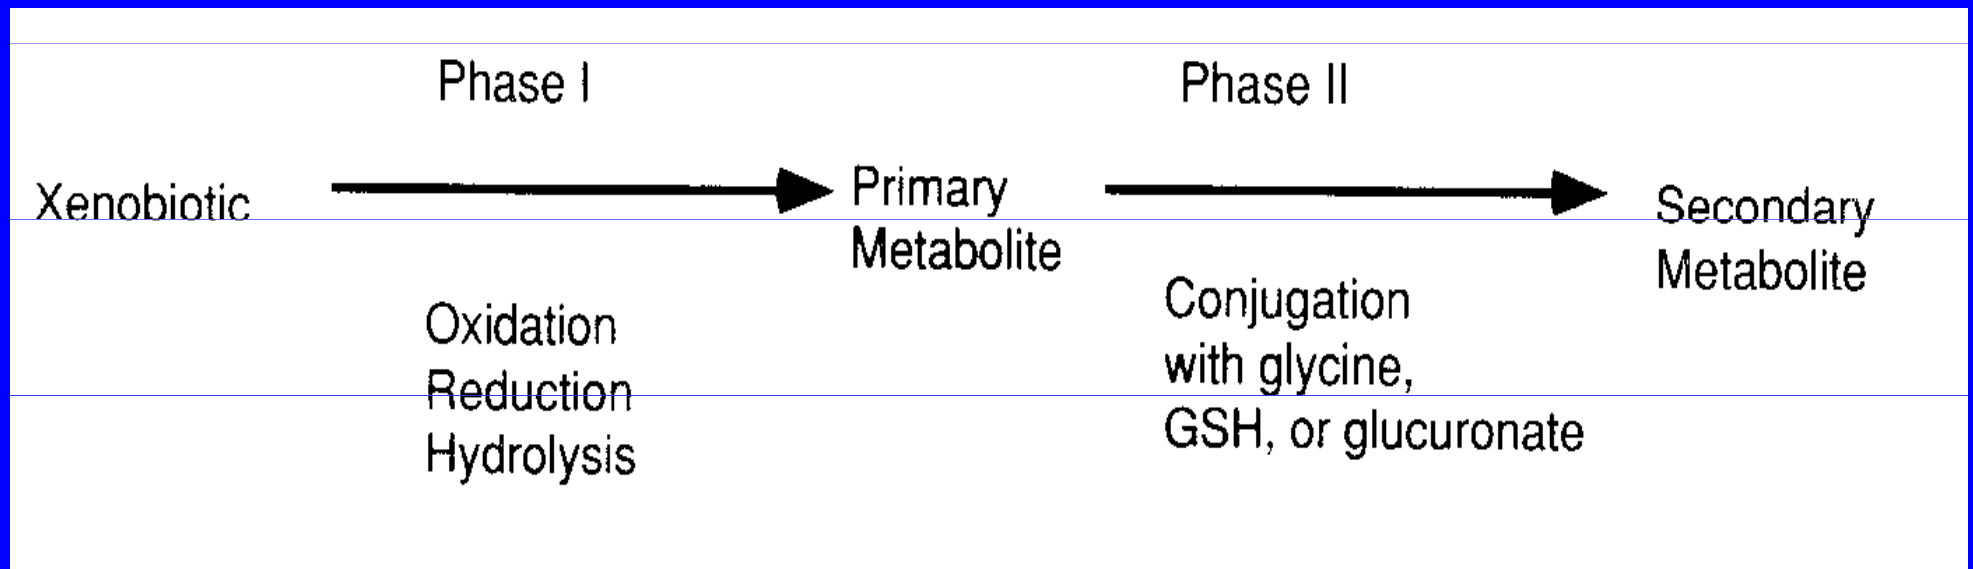 Phase I
Phase II
Xenobiotic
Primary
Metabolite
Secondary
Metabolite
Oxidation
Reduction
Hydrolysis
Conjugation
with glycine,
GSH, or glucuronate